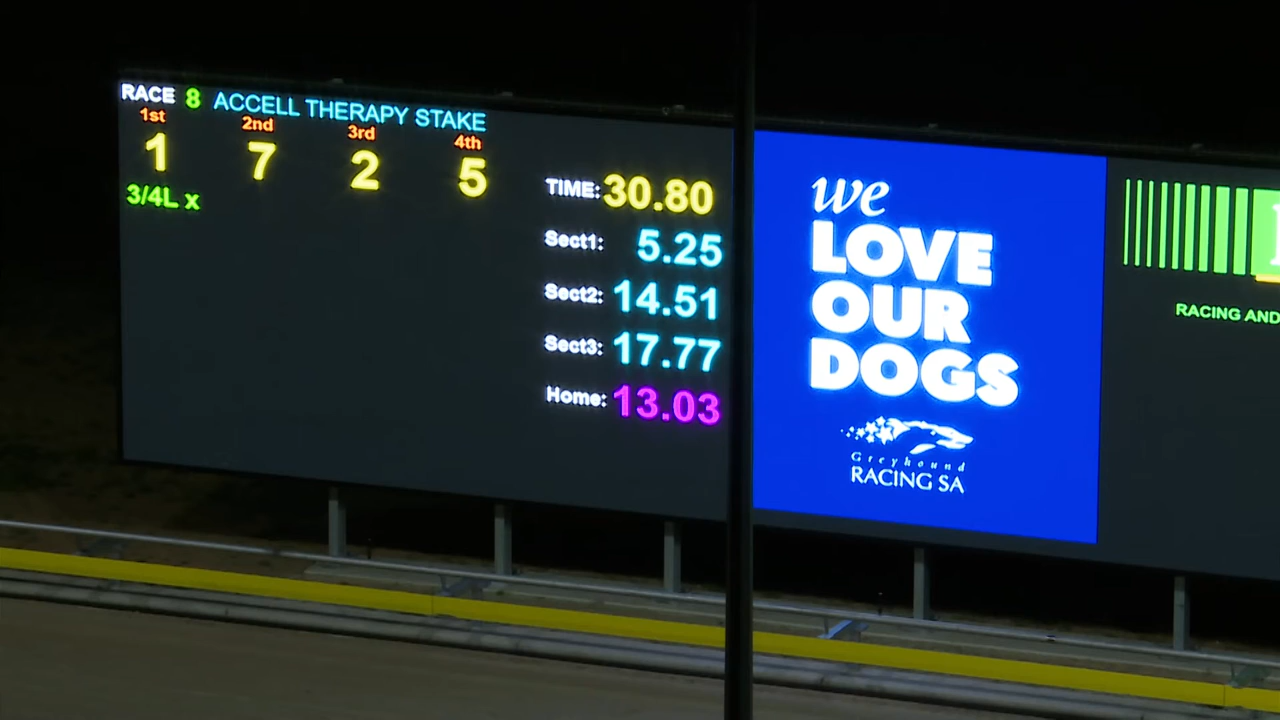 RACE 8 ACCELL THERAPY STAKE
1st 2nd 3rd 4th
1 7 2 5
3/4L x
TIME: 30.80
Sect1: 5.25
Sect2: 14.51
Sect3: 17.77
Home: 13.03
we
LOVE
OUR
DOGS
Greyhound
RACING SA
RACING AND